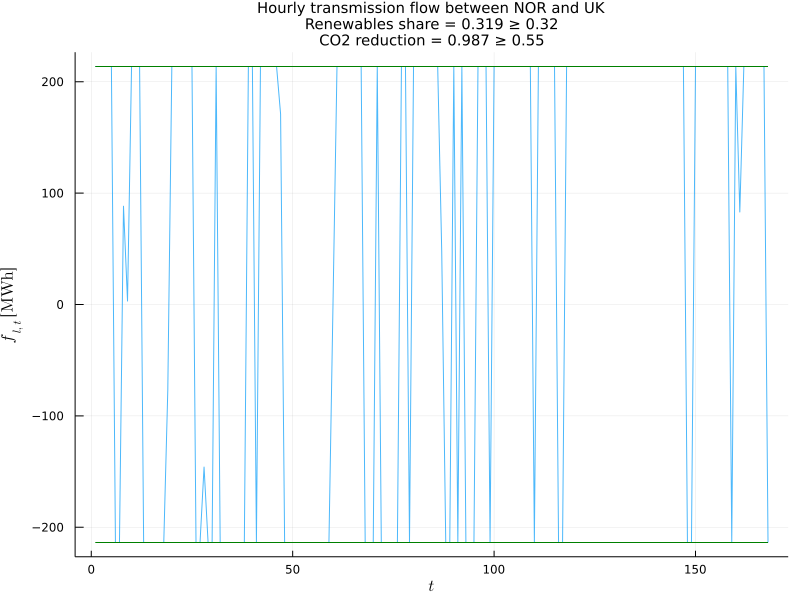 Hourly transmission flow between NOR and UK
Renewables share = 0.319 ≥ 0.32
CO2 reduction = 0.987 ≥ 0.55
200
100
0
−100
−200
f l,t [MWh]
0 50 100 150
t